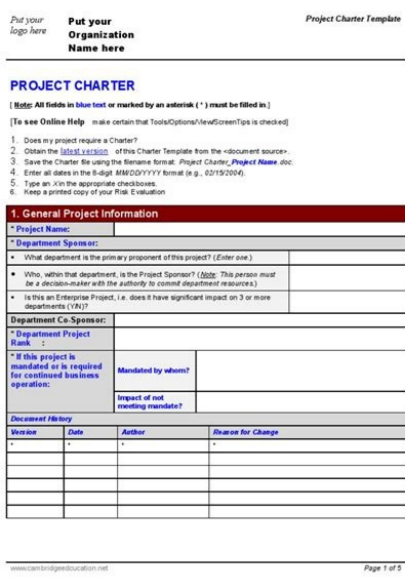 Put your
logo here
Put your
Organization
Name here
Project Charter Template
PROJECT CHARTER
[ Note: All fields in blue text or marked by an asterisk ( * ) must be filled in.]
[To see Online Help make certain that Tools/Options/View/ScreenTips is checked]
1. Does my project require a Charter?
2. Obtain the latest version of this Charter Template from the <document source>.
3. Save the Charter file using the filename format: Project Charter_Project Name.doc.
4. Enter all dates in the 8-digit MM/DD/YYYY format (e.g., 02/15/2004).
5. Type an X in the appropriate checkboxes.
6. Keep a printed copy of your Risk Evaluation
1. General Project Information
* Project Name:
* Department Sponsor:
• What department is the primary proponent of this project? (Enter one.)
• Who, within that department, is the Project Sponsor? (Note: This person must
be a decision-maker with the authority to commit department resources.)
• Is this an Enterprise Project, i.e. does it have significant impact on 3 or more
departments (Y/N)?
Department Co-Sponsor:
* Department Project
Rank :
* If this project is
mandated or is required
for continued business
operation:
Mandated by whom?
Impact of not
meeting mandate?
Document History
Version Date Author Reason for Change
* * * *
www.cambridgeeducation.net
Page 1 of 5